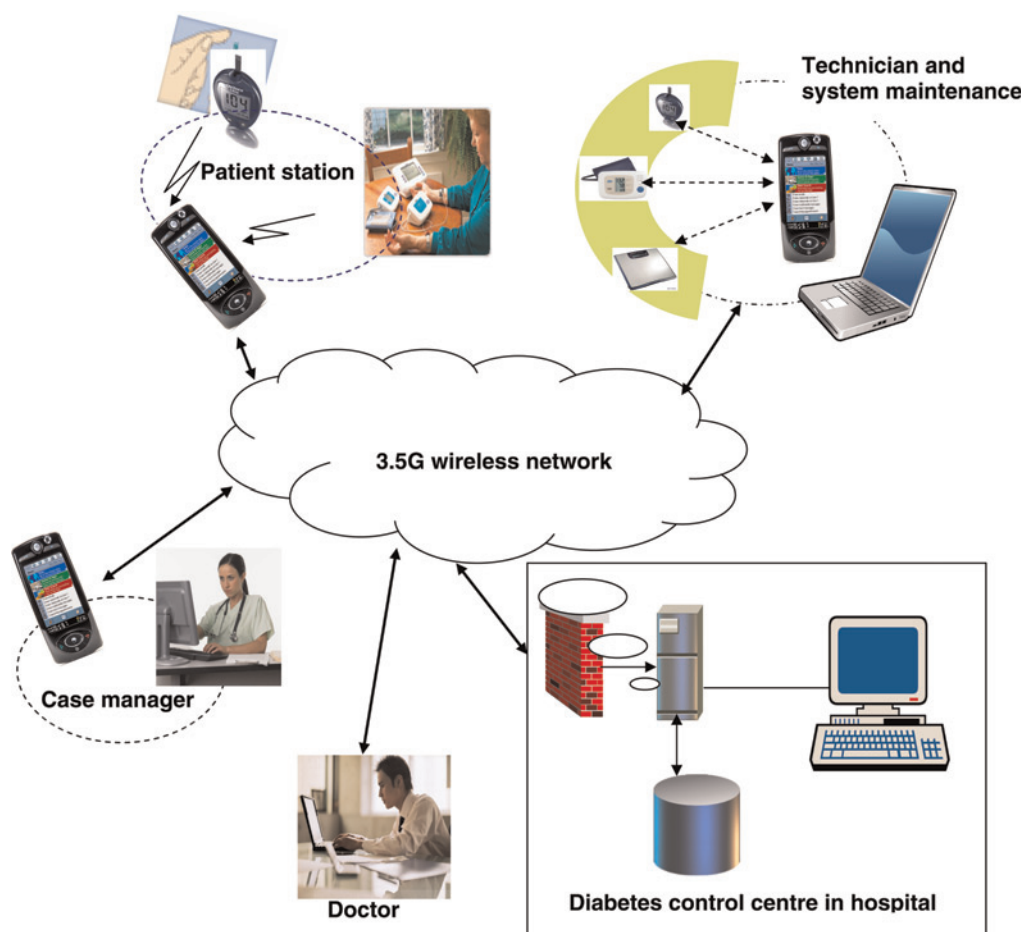 Technician and
system maintenance
104
Patient station
3.5G wireless network
Case manager
Doctor
Diabetes control centre in hospital